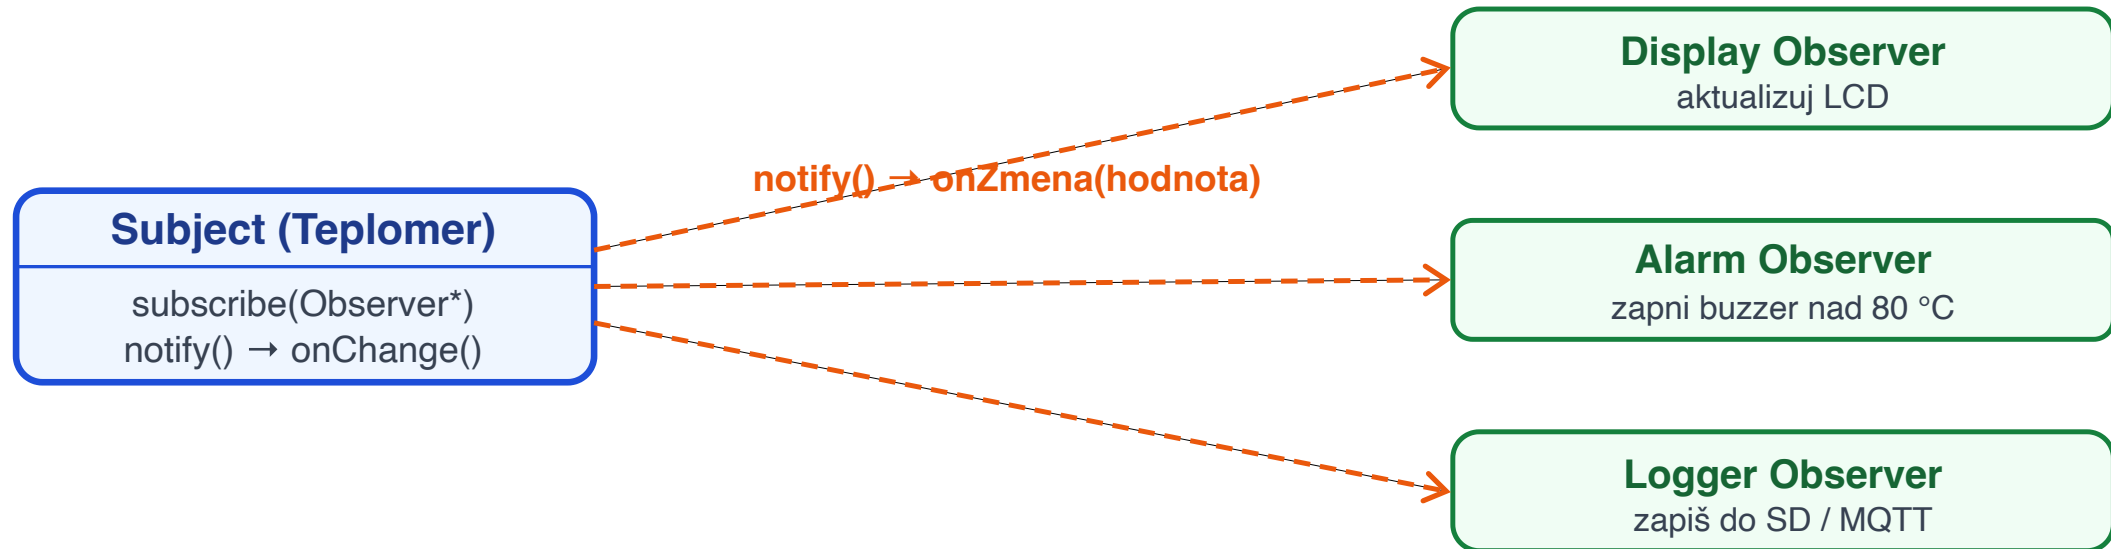 Subject (Teplomer)
subscribe(Observer*)
notify() → onChange()
notify() → onZmena(hodnota)
Display Observer
aktualizuj LCD
Alarm Observer
zapni buzzer nad 80 °C
Logger Observer
zapiš do SD / MQTT